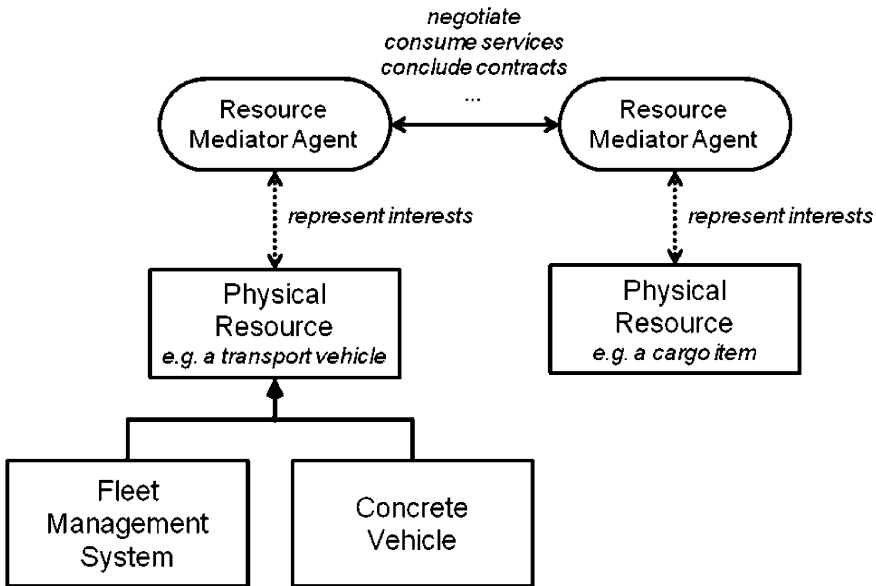 negotiate
consume services
conclude contracts
...
Resource
Mediator Agent
Resource
Mediator Agent
represent interests
represent interests
Physical
Resource
e.g. a transport vehicle
Physical
Resource
e.g. a cargo item
Fleet
Management
System
Concrete
Vehicle